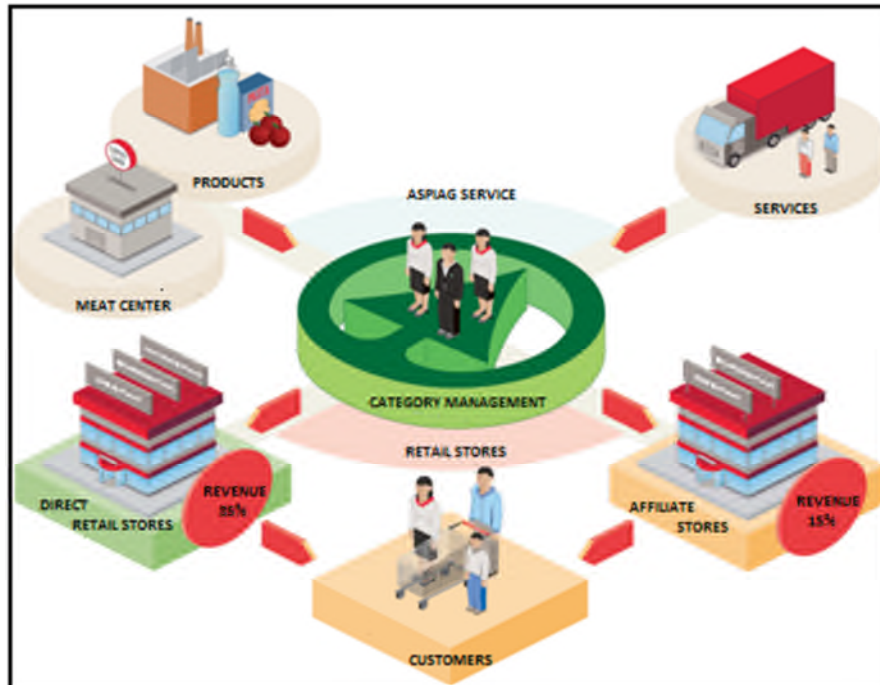 PRODUCTS
ASPIAG SERVICE
SERVICES
MEAT CENTER
CATEGORY MANAGEMENT
RETAIL STORES
DIRECT
RETAIL STORES
REVENUE
AFFILIATE
STORES
REVENUE
15%
CUSTOMERS